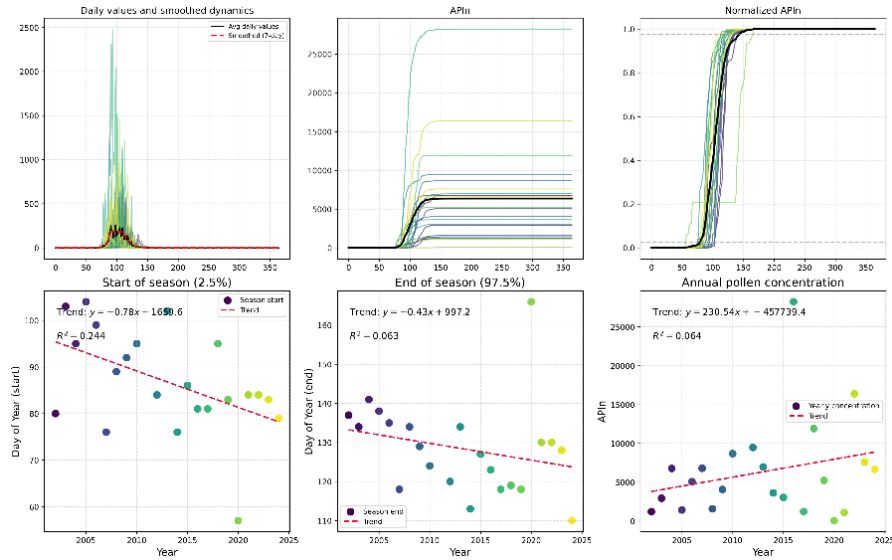 Daily values and smoothed dynamics
Avg daily values
Smoothed (7-day)
2500
2000
1500
1000
500
0
0 50 100 150 200 250 300 350
APIn
25000
20000
15000
10000
5000
0
0 50 100 150 200 250 300 350
Normalized APIn
1.0
0.8
0.6
0.4
0.2
0.0
0 50 100 150 200 250 300 350
Start of season (2.5%)
Trend: y = −0.78x + 
R² = 0.244
Season start
Trend
Day of Year (start)
100
90
80
70
60
2005 2010 2015 2020 2025
Year
End of season (97.5%)
Trend: y = −0.43x + 997.2
R² = 0.063
Season end
Trend
Day of Year (end)
160
150
140
130
120
110
2005 2010 2015 2020 2025
Year
Annual pollen concentration
Trend: y = 230.54x + −457739.4
R² = 0.064
Yearly concentration
Trend
APIn
25000
20000
15000
10000
5000
0
2005 2010 2015 2020 2025
Year